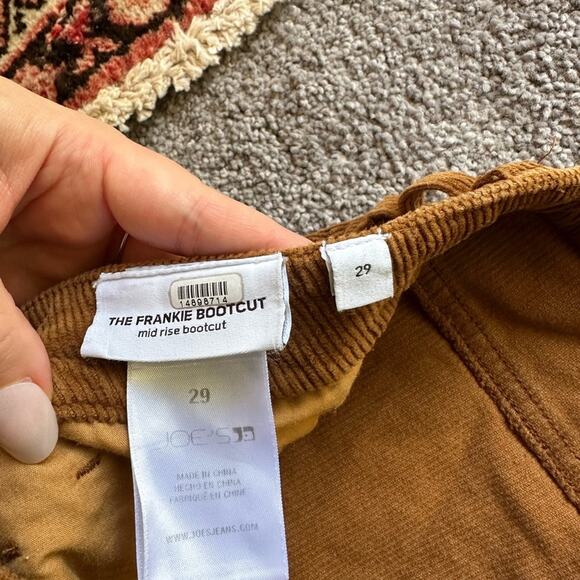 14898714
THE FRANKIE BOOTCUT
mid rise bootcut
29
29
JOE'S
MADE IN CHINA
HECHO EN CHINA
FABRIQUÉ EN CHINE
WWW.JOESJEANS.COM